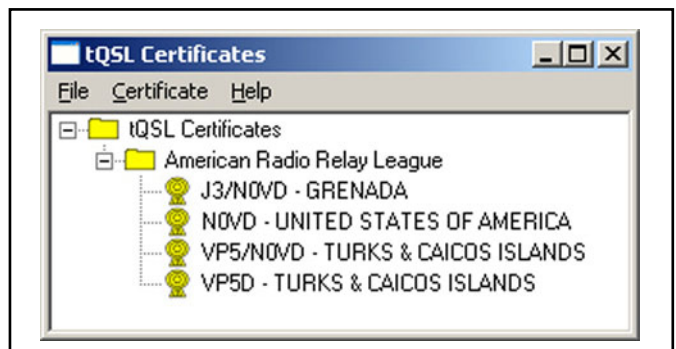 tQSL Certificates
File Certificate Help
tQSL Certificates
American Radio Relay League
J3/N0VD - GRENADA
N0VD - UNITED STATES OF AMERICA
VP5/N0VD - TURKS & CAICOS ISLANDS
VP5D - TURKS & CAICOS ISLANDS